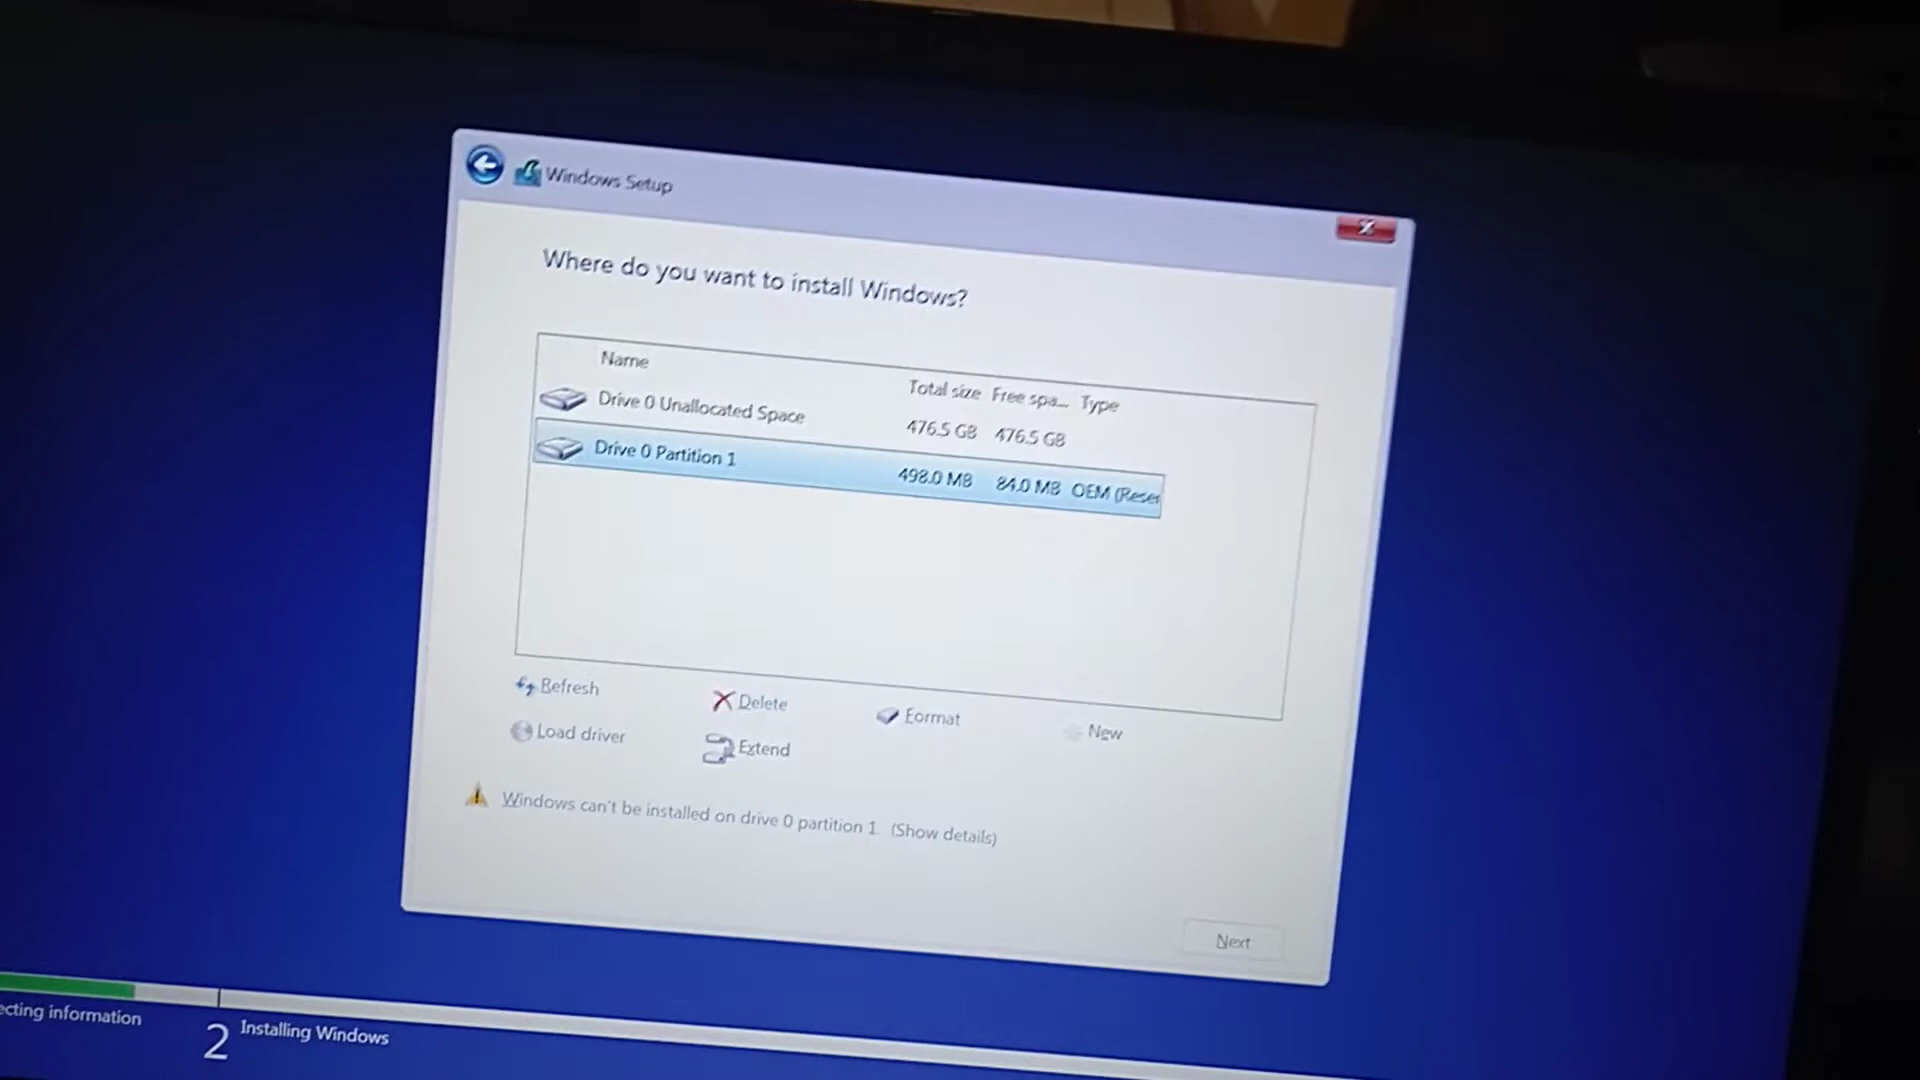 Windows Setup
Where do you want to install Windows?
Name Total size Free spa... Type
Drive 0 Unallocated Space 476.5 GB 476.5 GB
Drive 0 Partition 1 498.0 MB 84.0 MB OEM (Reser
Refresh Delete Format New
Load driver Extend
Windows can't be installed on drive 0 partition 1. (Show details)
Next
ecting information
2 Installing Windows